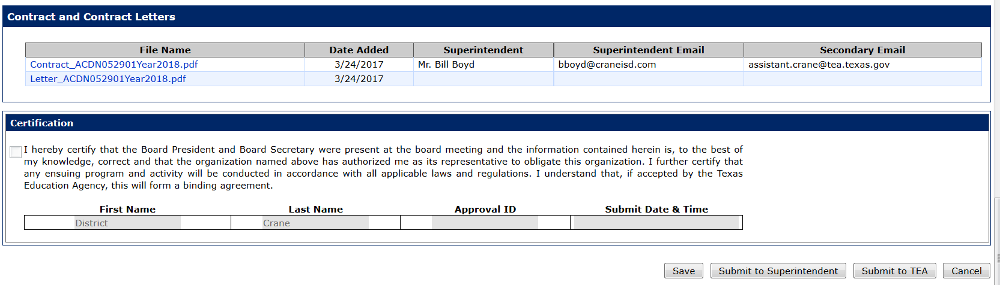 Contract and Contract Letters
File Name Date Added Superintendent Superintendent Email Secondary Email
Contract_ACDN052901Year2018.pdf 3/24/2017 Mr. Bill Boyd bboyd@craneisd.com assistant.crane@tea.texas.gov
Letter_ACDN052901Year2018.pdf 3/24/2017
Certification
I hereby certify that the Board President and Board Secretary were present at the board meeting and the information contained herein is, to the best of
my knowledge, correct and that the organization named above has authorized me as its representative to obligate this organization. I further certify that
any ensuing program and activity will be conducted in accordance with all applicable laws and regulations. I understand that, if accepted by the Texas
Education Agency, this will form a binding agreement.
First Name Last Name Approval ID Submit Date & Time
District Crane
Save Submit to Superintendent Submit to TEA Cancel